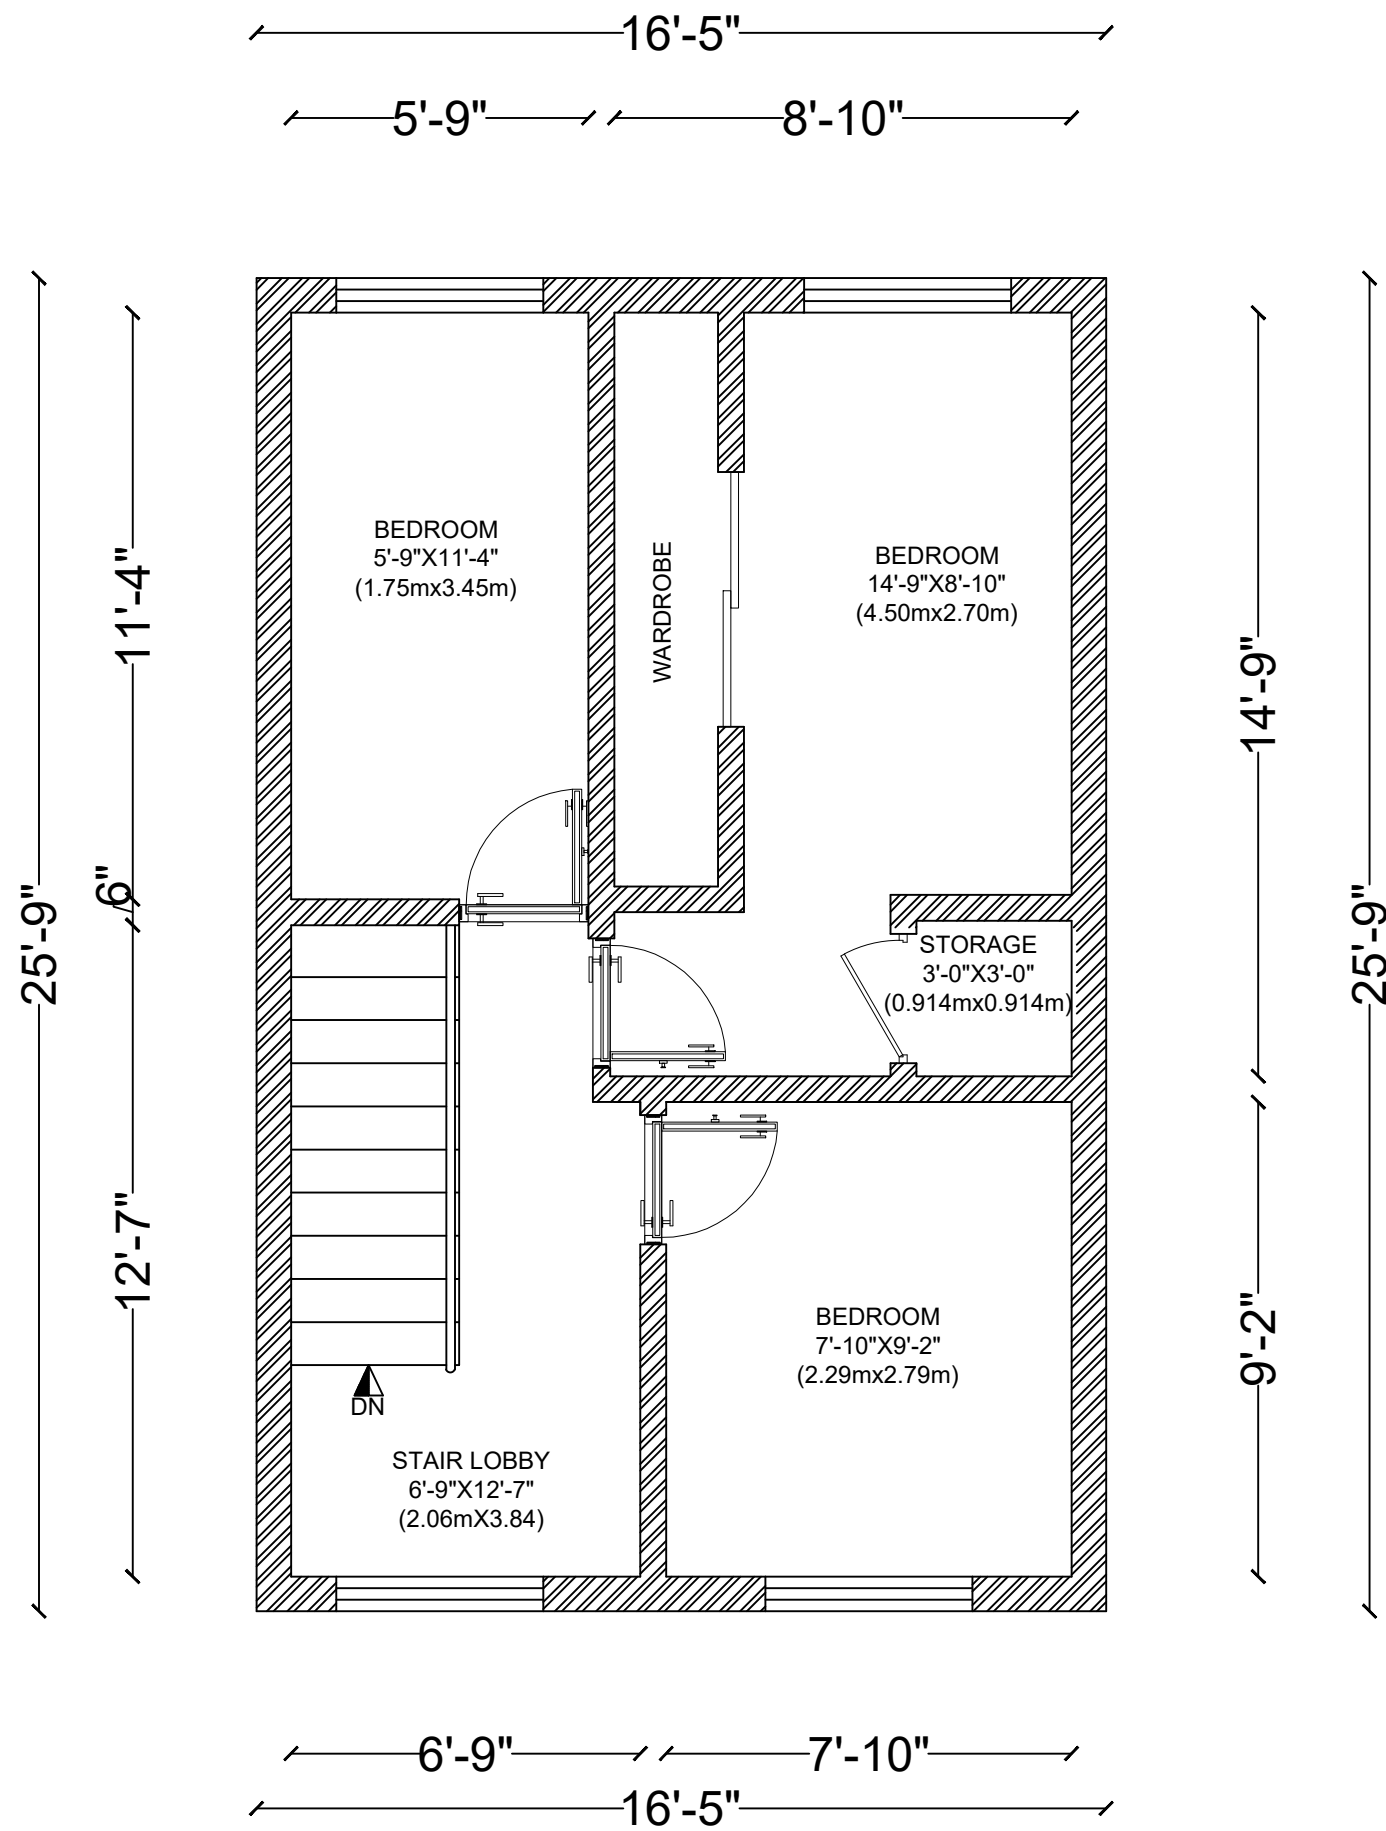 16'-5"
5'-9"
8'-10"
BEDROOM
5'-9"X11'-4"
(1.75mx3.45m)
WARDROBE
BEDROOM
14'-9"X8'-10"
(4.50mx2.70m)
11'-4"
14'-9"
6"
25'-9"
25'-9"
STORAGE
3'-0"X3'-0"
(0.914mx0.914m)
12'-7"
9'-2"
BEDROOM
7'-10"X9'-2"
(2.29mx2.79m)
DN
STAIR LOBBY
6'-9"X12'-7"
(2.06mX3.84)
6'-9"
7'-10"
16'-5"